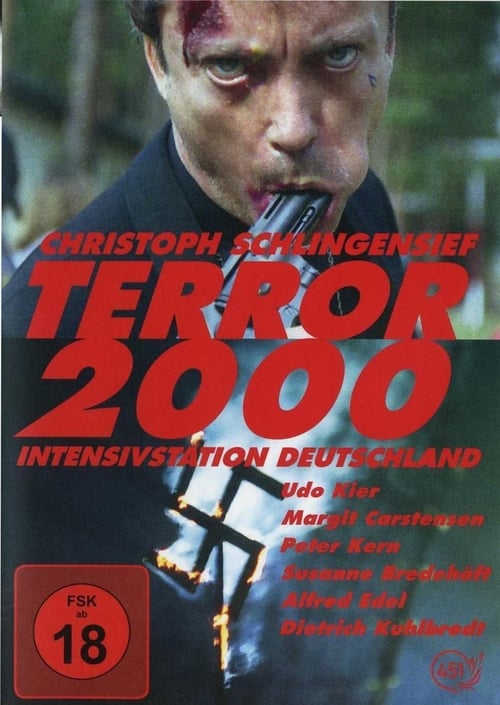 CHRISTOPH SCHLINGENSIEF
TERROR
2000
INTENSIVSTATION DEUTSCHLAND
Udo Kier
Margit Carstensen
Peter Kern
Susanne Bredehöft
Alfred Edel
Dietrich Kuhlbrodt
FSK
ab
18
451